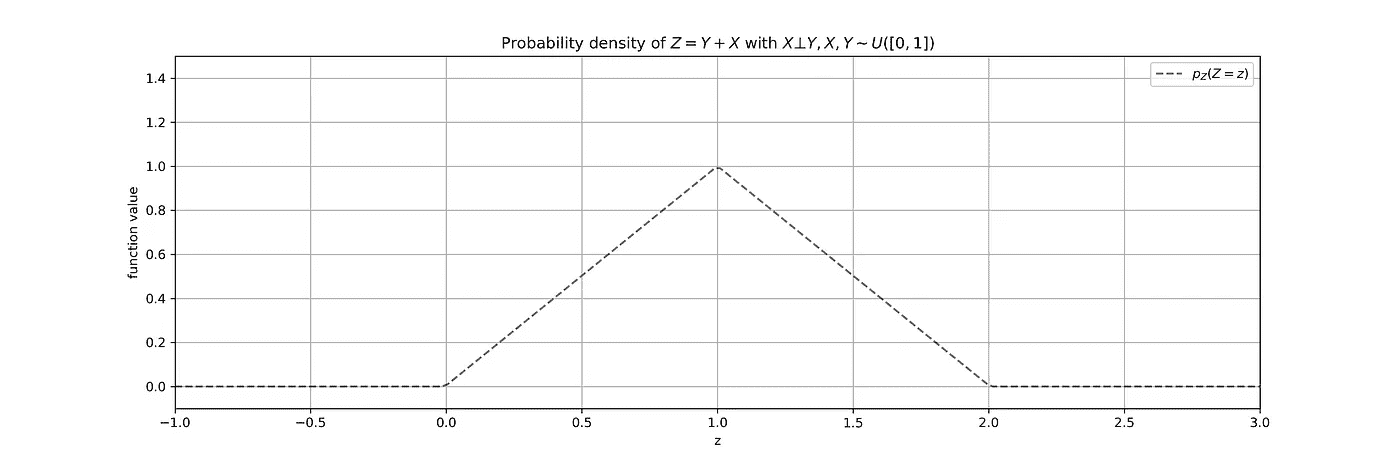 Probability density of Z = Y + X with X⊥Y, X, Y ~ U([0, 1])
p_Z(Z = z)
function value
1.4
1.2
1.0
0.8
0.6
0.4
0.2
0.0
−1.0 −0.5 0.0 0.5 1.0 1.5 2.0 2.5 3.0
z